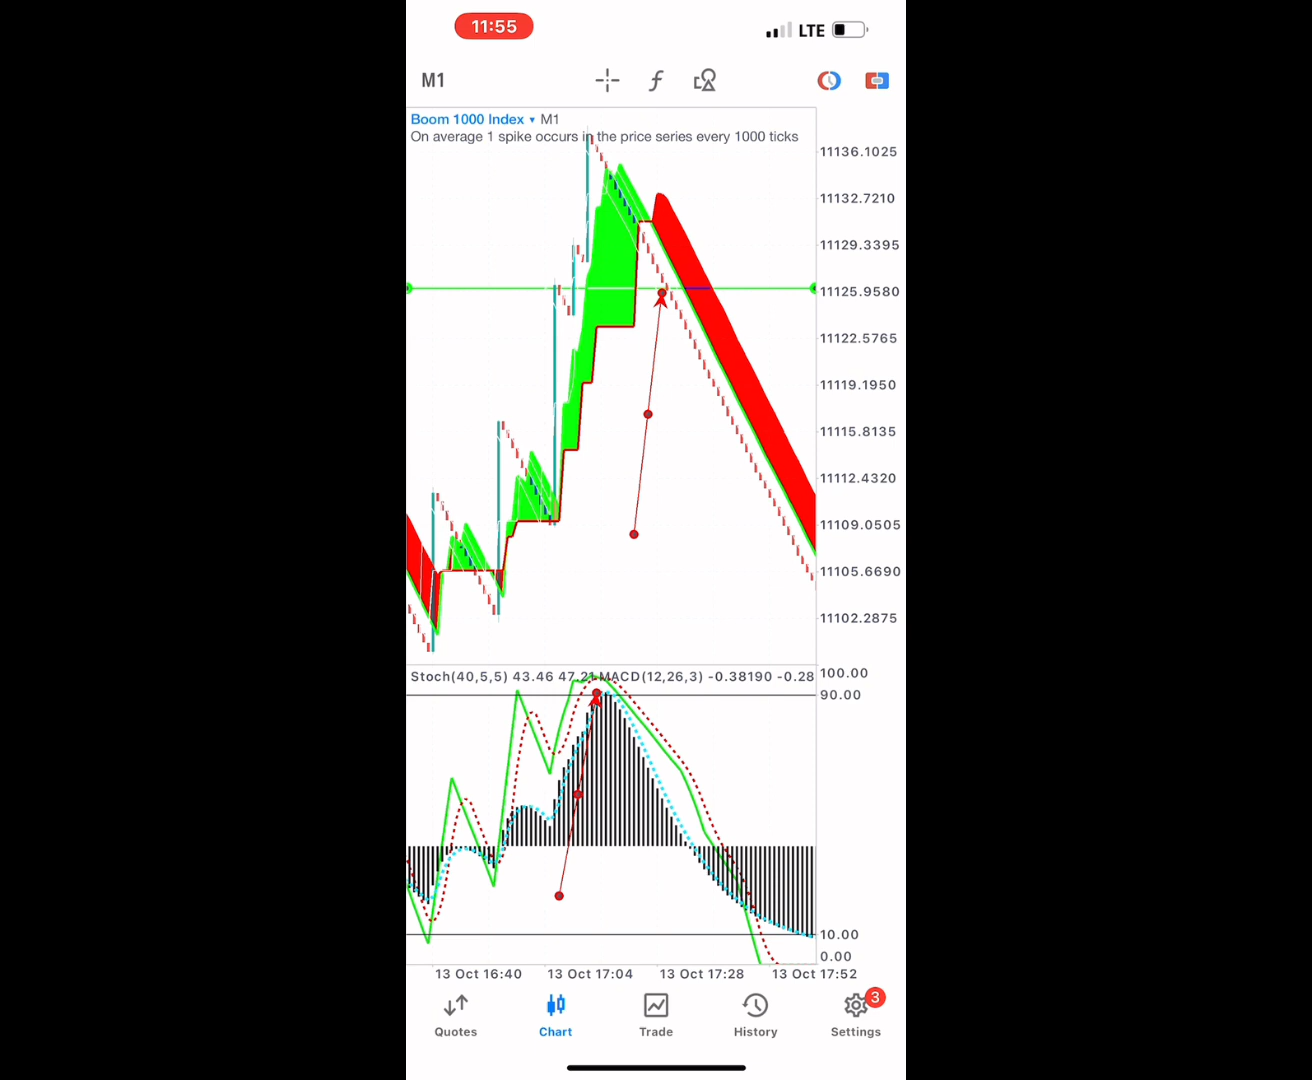 11:55
LTE
M1
Boom 1000 Index ▾ M1
On average 1 spike occurs in the price series every 1000 ticks
11136.1025
11132.7210
11129.3395
11125.9580
11122.5765
11119.1950
11115.8135
11112.4320
11109.0505
11105.6690
11102.2875
Stoch(40,5,5) 43.46 47.21 MACD(12,26,3) -0.38190 -0.28
100.00
90.00
10.00
0.00
13 Oct 16:40 13 Oct 17:04 13 Oct 17:28 13 Oct 17:52
3
Quotes Chart Trade History Settings